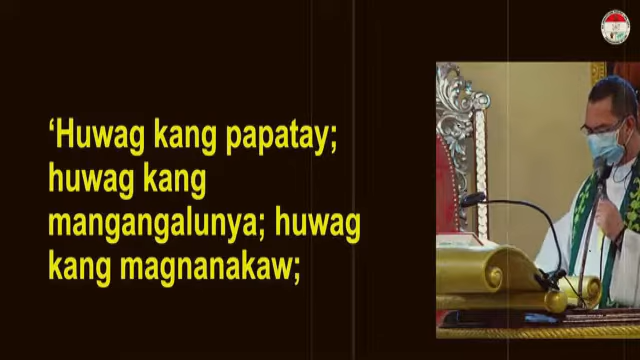 ‘Huwag kang papatay;
huwag kang
mangangalunya; huwag
kang magnanakaw;